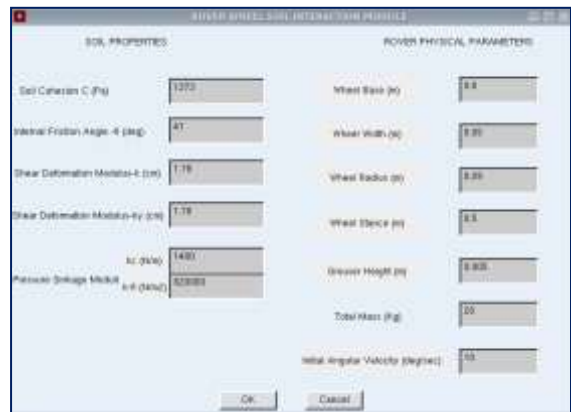 ROVER WHEEL SOIL INTERACTION MODULE
SOIL PROPERTIES
Soil Cohesion C (Pa)
Internal Friction Angle (deg)
41
Shear Deformation Modulus-k (cm)
1.78
Shear Deformation Modulus-ky (cm)
1.78
Pressure Sinkage Moduli
1400
ROVER PHYSICAL PARAMETERS
Wheel Base (m)
Wheel Width (m)
Wheel Radius (m)
Wheel Stance (m)
0.5
Grouser Height (m)
0.005
Total Mass (Kg)
20
Initial Angular Velocity (deg/sec)
10
OK
Cancel